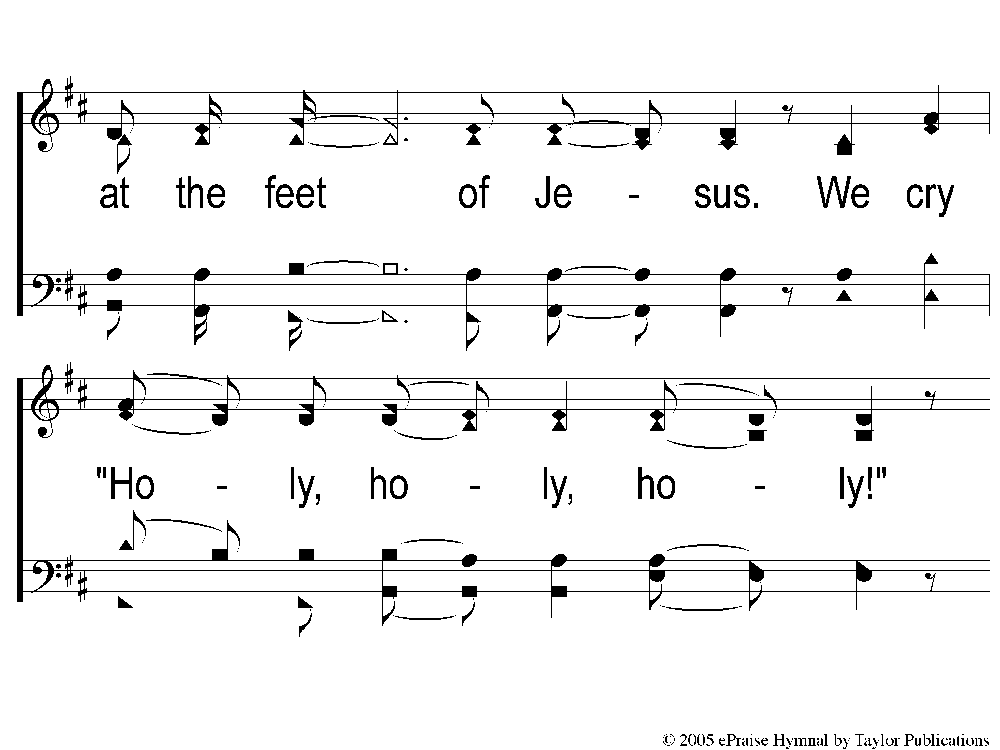 at the feet of Je - sus. We cry
"Ho - ly, ho - ly, ho - ly!"
© 2005 ePraise Hymnal by Taylor Publications